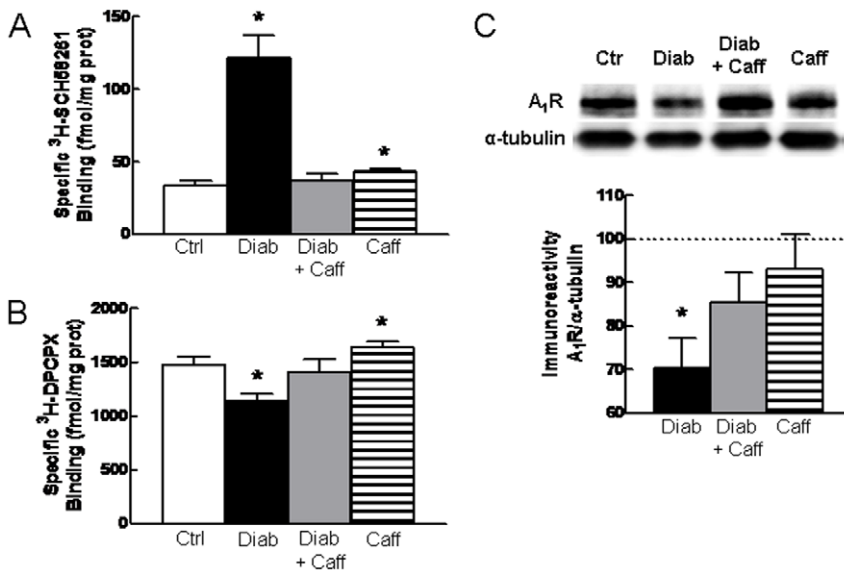 A
Specific ³H-SCH58261
Binding (fmol/mg prot)
150
100
50
0
*
*
Ctrl
Diab
Diab
+ Caff
Caff
B
Specific ³H-DPCPX
Binding (fmol/mg prot)
2000
1500
1000
500
0
*
*
Ctrl
Diab
Diab
+ Caff
Caff
C
Ctr
Diab
Diab
+ Caff
Caff
A₁R
α-tubulin
Immunoreactivity
A₁R/α-tubulin
110
100
90
80
70
60
*
Diab
Diab
+ Caff
Caff